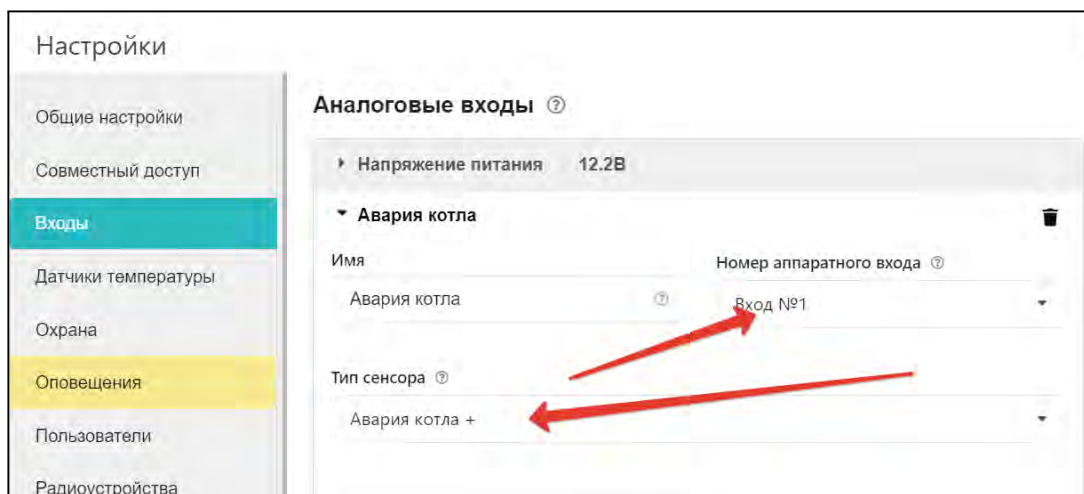 Настройки
Общие настройки
Совместный доступ
Входы
Датчики температуры
Охрана
Оповещения
Пользователи
Радиоустройства
Аналоговые входы ?
Напряжение питания 12.2В
Авария котла
Имя
Авария котла ?
Номер аппаратного входа ?
Вход №1
Тип сенсора ?
Авария котла +